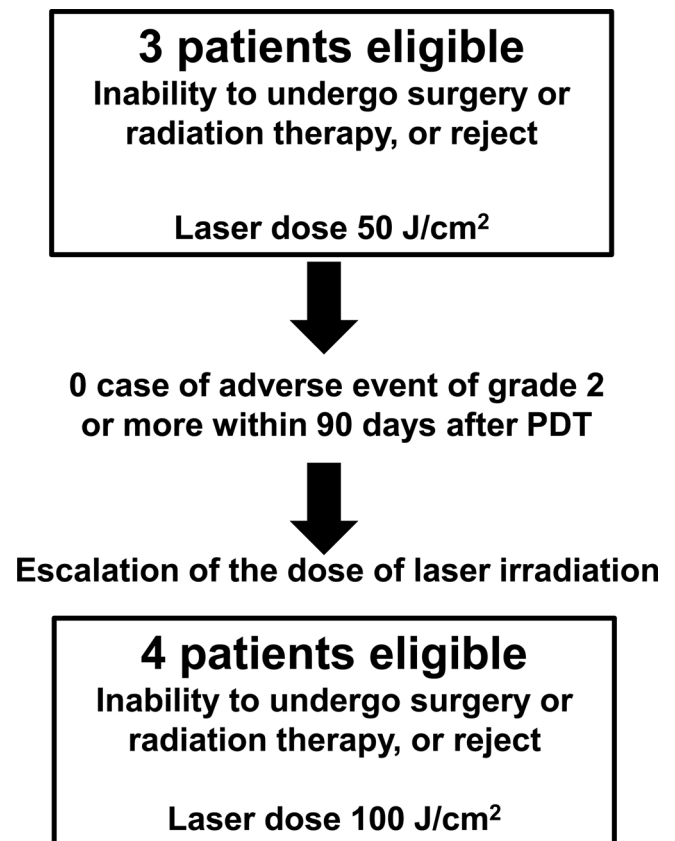 3 patients eligible
Inability to undergo surgery or
radiation therapy, or reject
Laser dose 50 J/cm²
0 case of adverse event of grade 2
or more within 90 days after PDT
Escalation of the dose of laser irradiation
4 patients eligible
Inability to undergo surgery or
radiation therapy, or reject
Laser dose 100 J/cm²